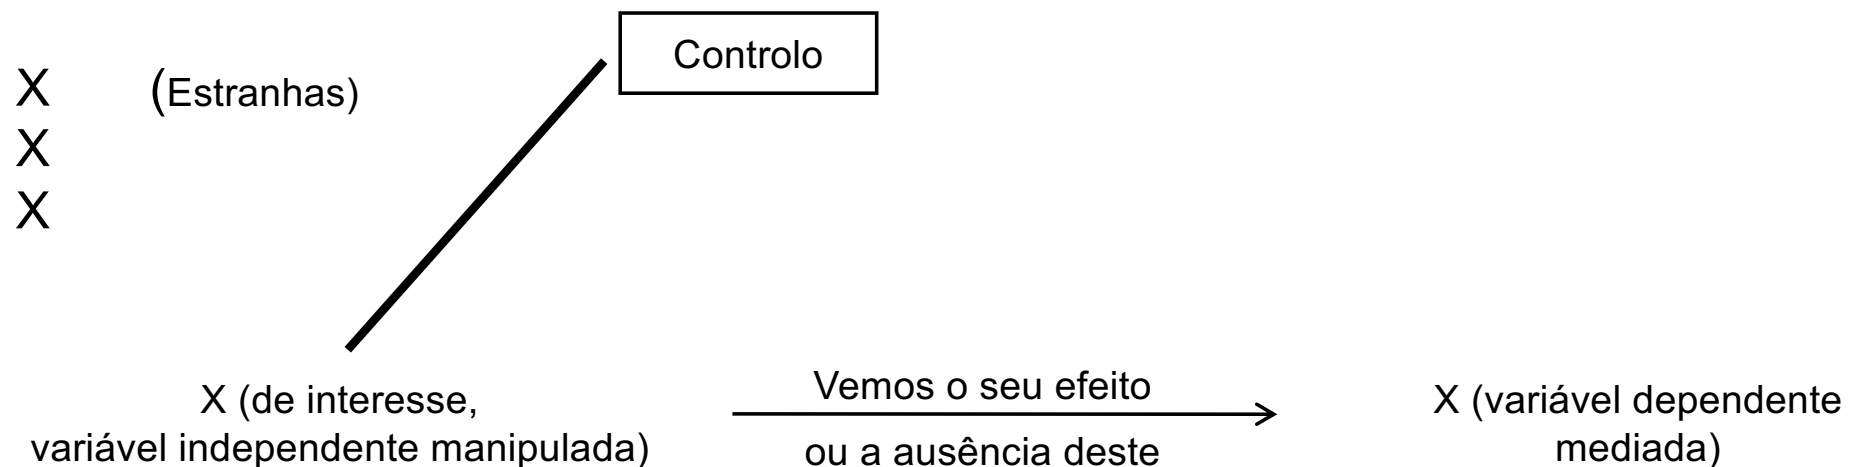 Controlo
X (Estranhas)
X
X
X (de interesse,
variável independente manipulada)
Vemos o seu efeito
ou a ausência deste
X (variável dependente
mediada)